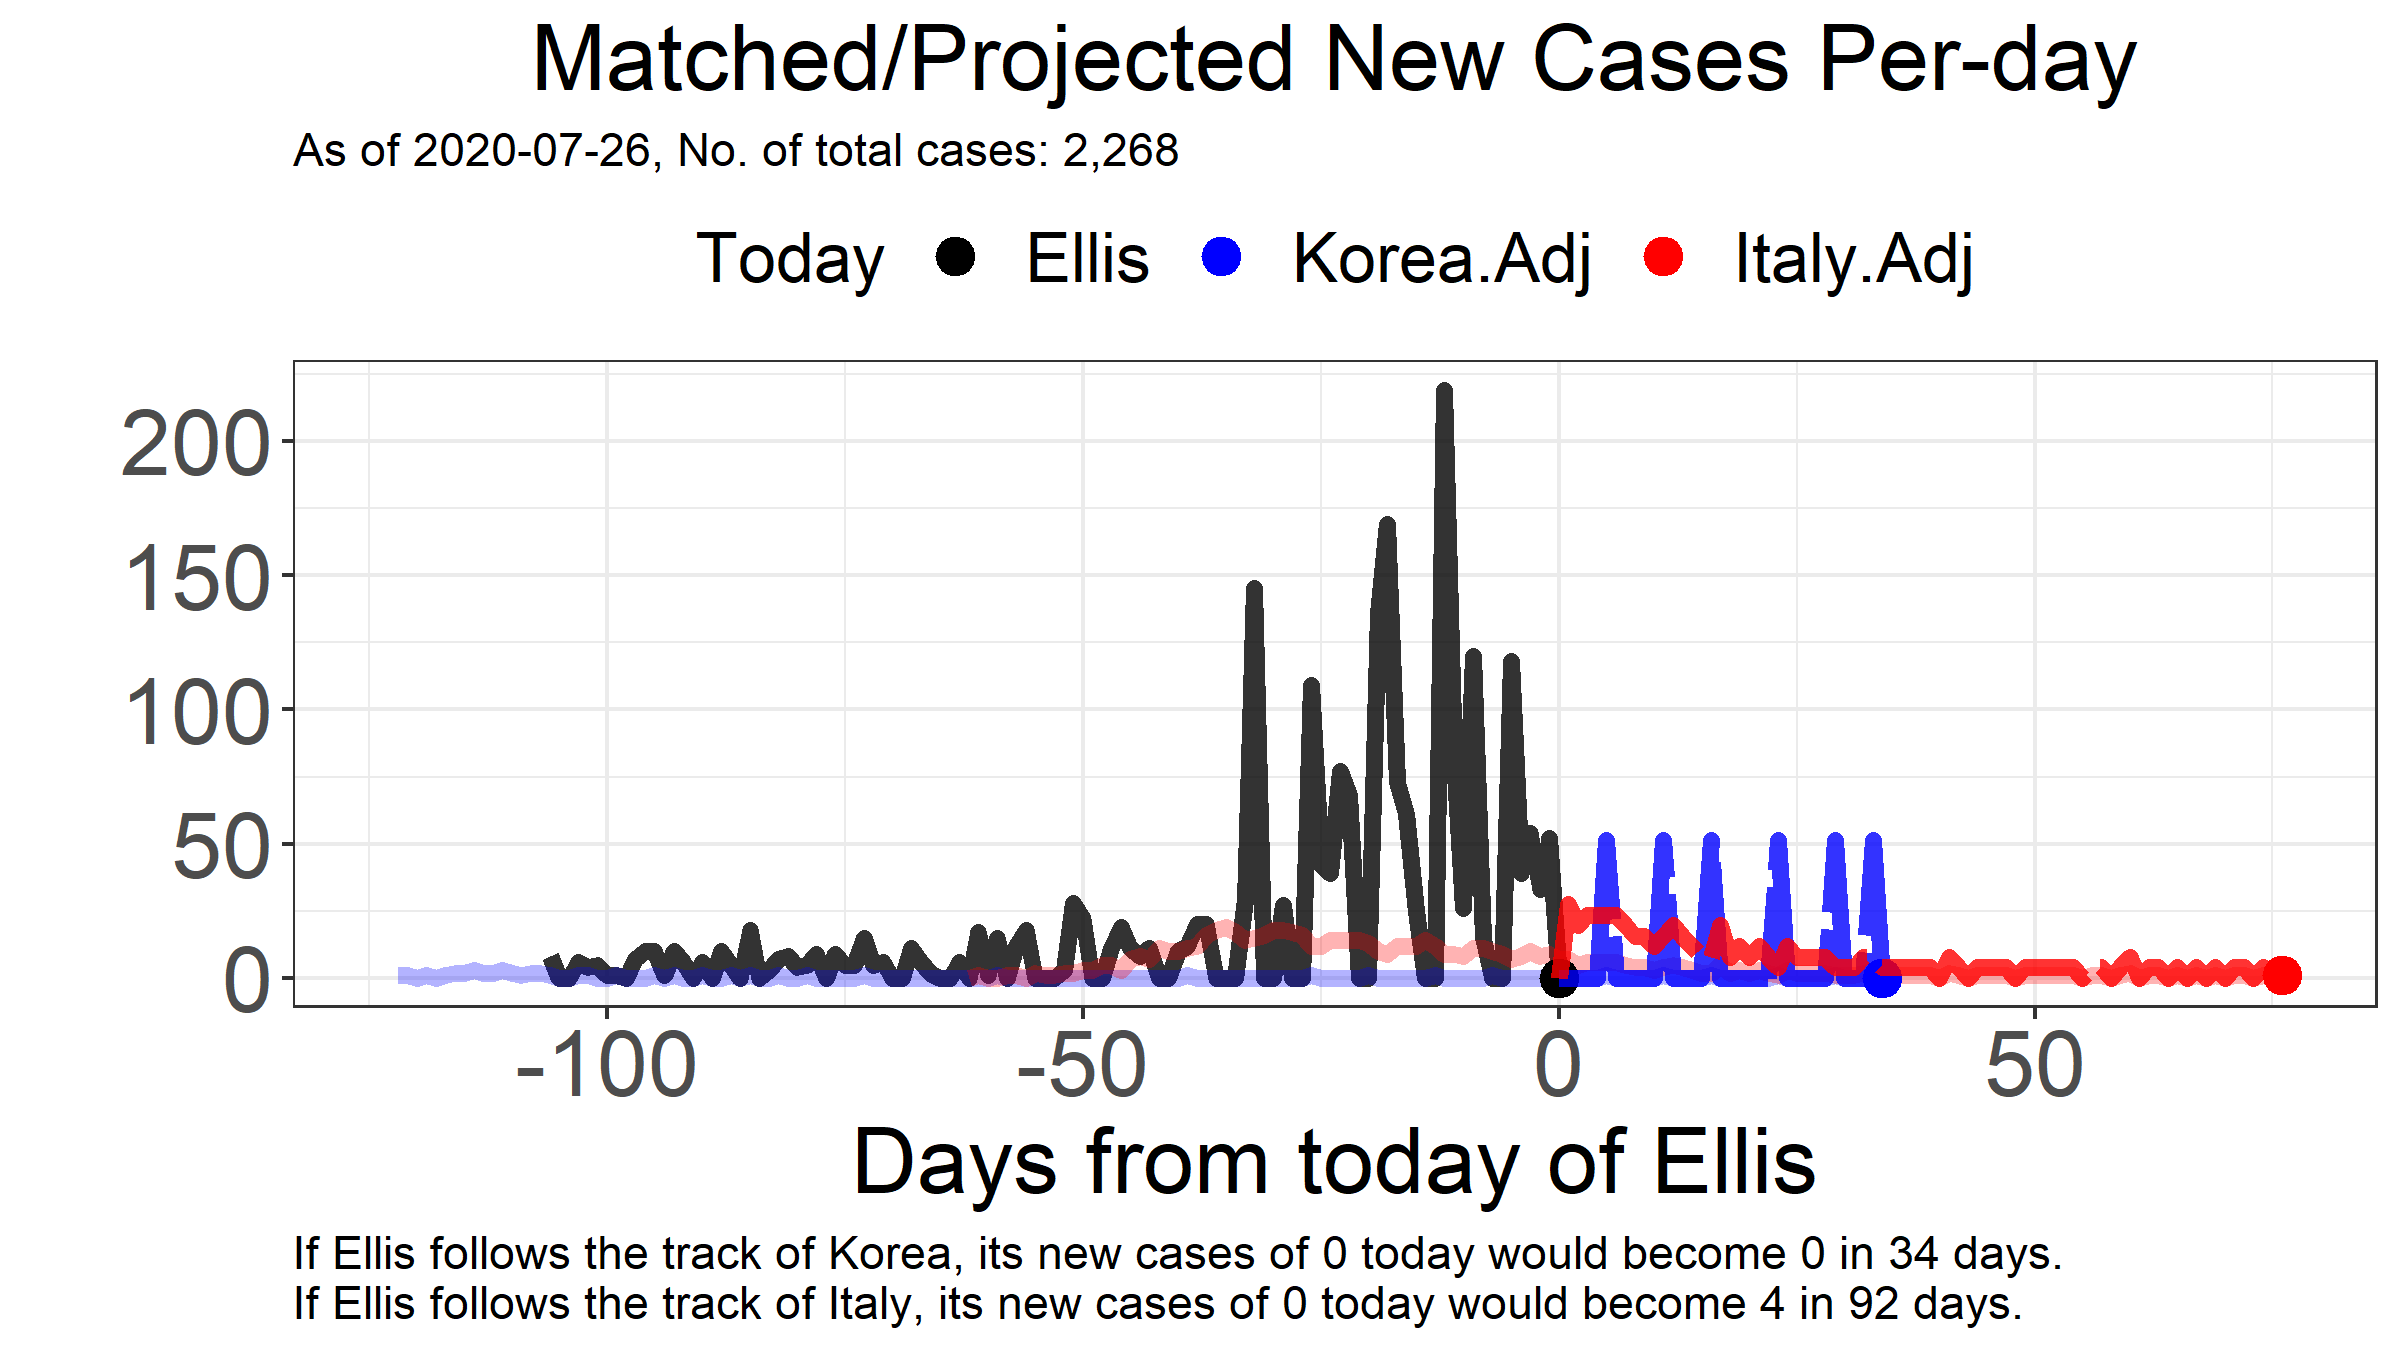 Matched/Projected New Cases Per-day
As of 2020-07-26, No. of total cases: 2,268
Today Ellis Korea.Adj Italy.Adj
200
150
100
50
0
-100 -50 0 50
Days from today of Ellis
If Ellis follows the track of Korea, its new cases of 0 today would become 0 in 34 days.
If Ellis follows the track of Italy, its new cases of 0 today would become 4 in 92 days.